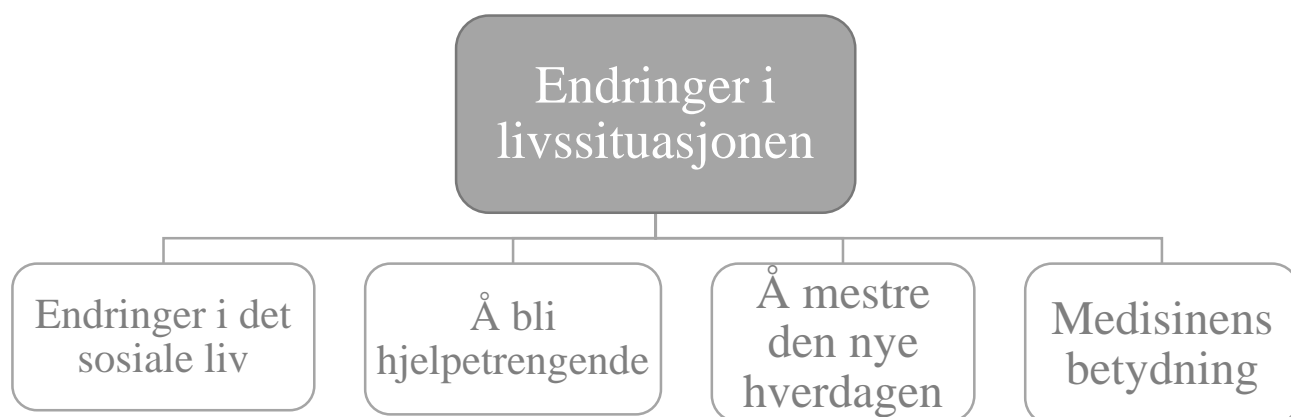 Endringer i
livssituasjonen
Endringer i det
sosiale liv
Å bli
hjelpetrengende
Å mestre
den nye
hverdagen
Medisinens
betydning